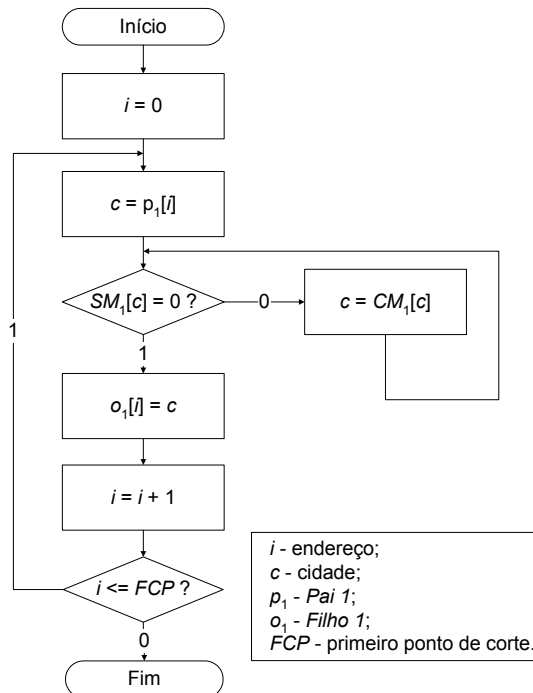 Início
i = 0
c = p₁[i]
SM₁[c] = 0 ?
0
c = CM₁[c]
1
1
o₁[i] = c
i = i + 1
i <= FCP ?
0
Fim
i - endereço;
c - cidade;
p₁ - Pai 1;
o₁ - Filho 1;
FCP - primeiro ponto de corte.